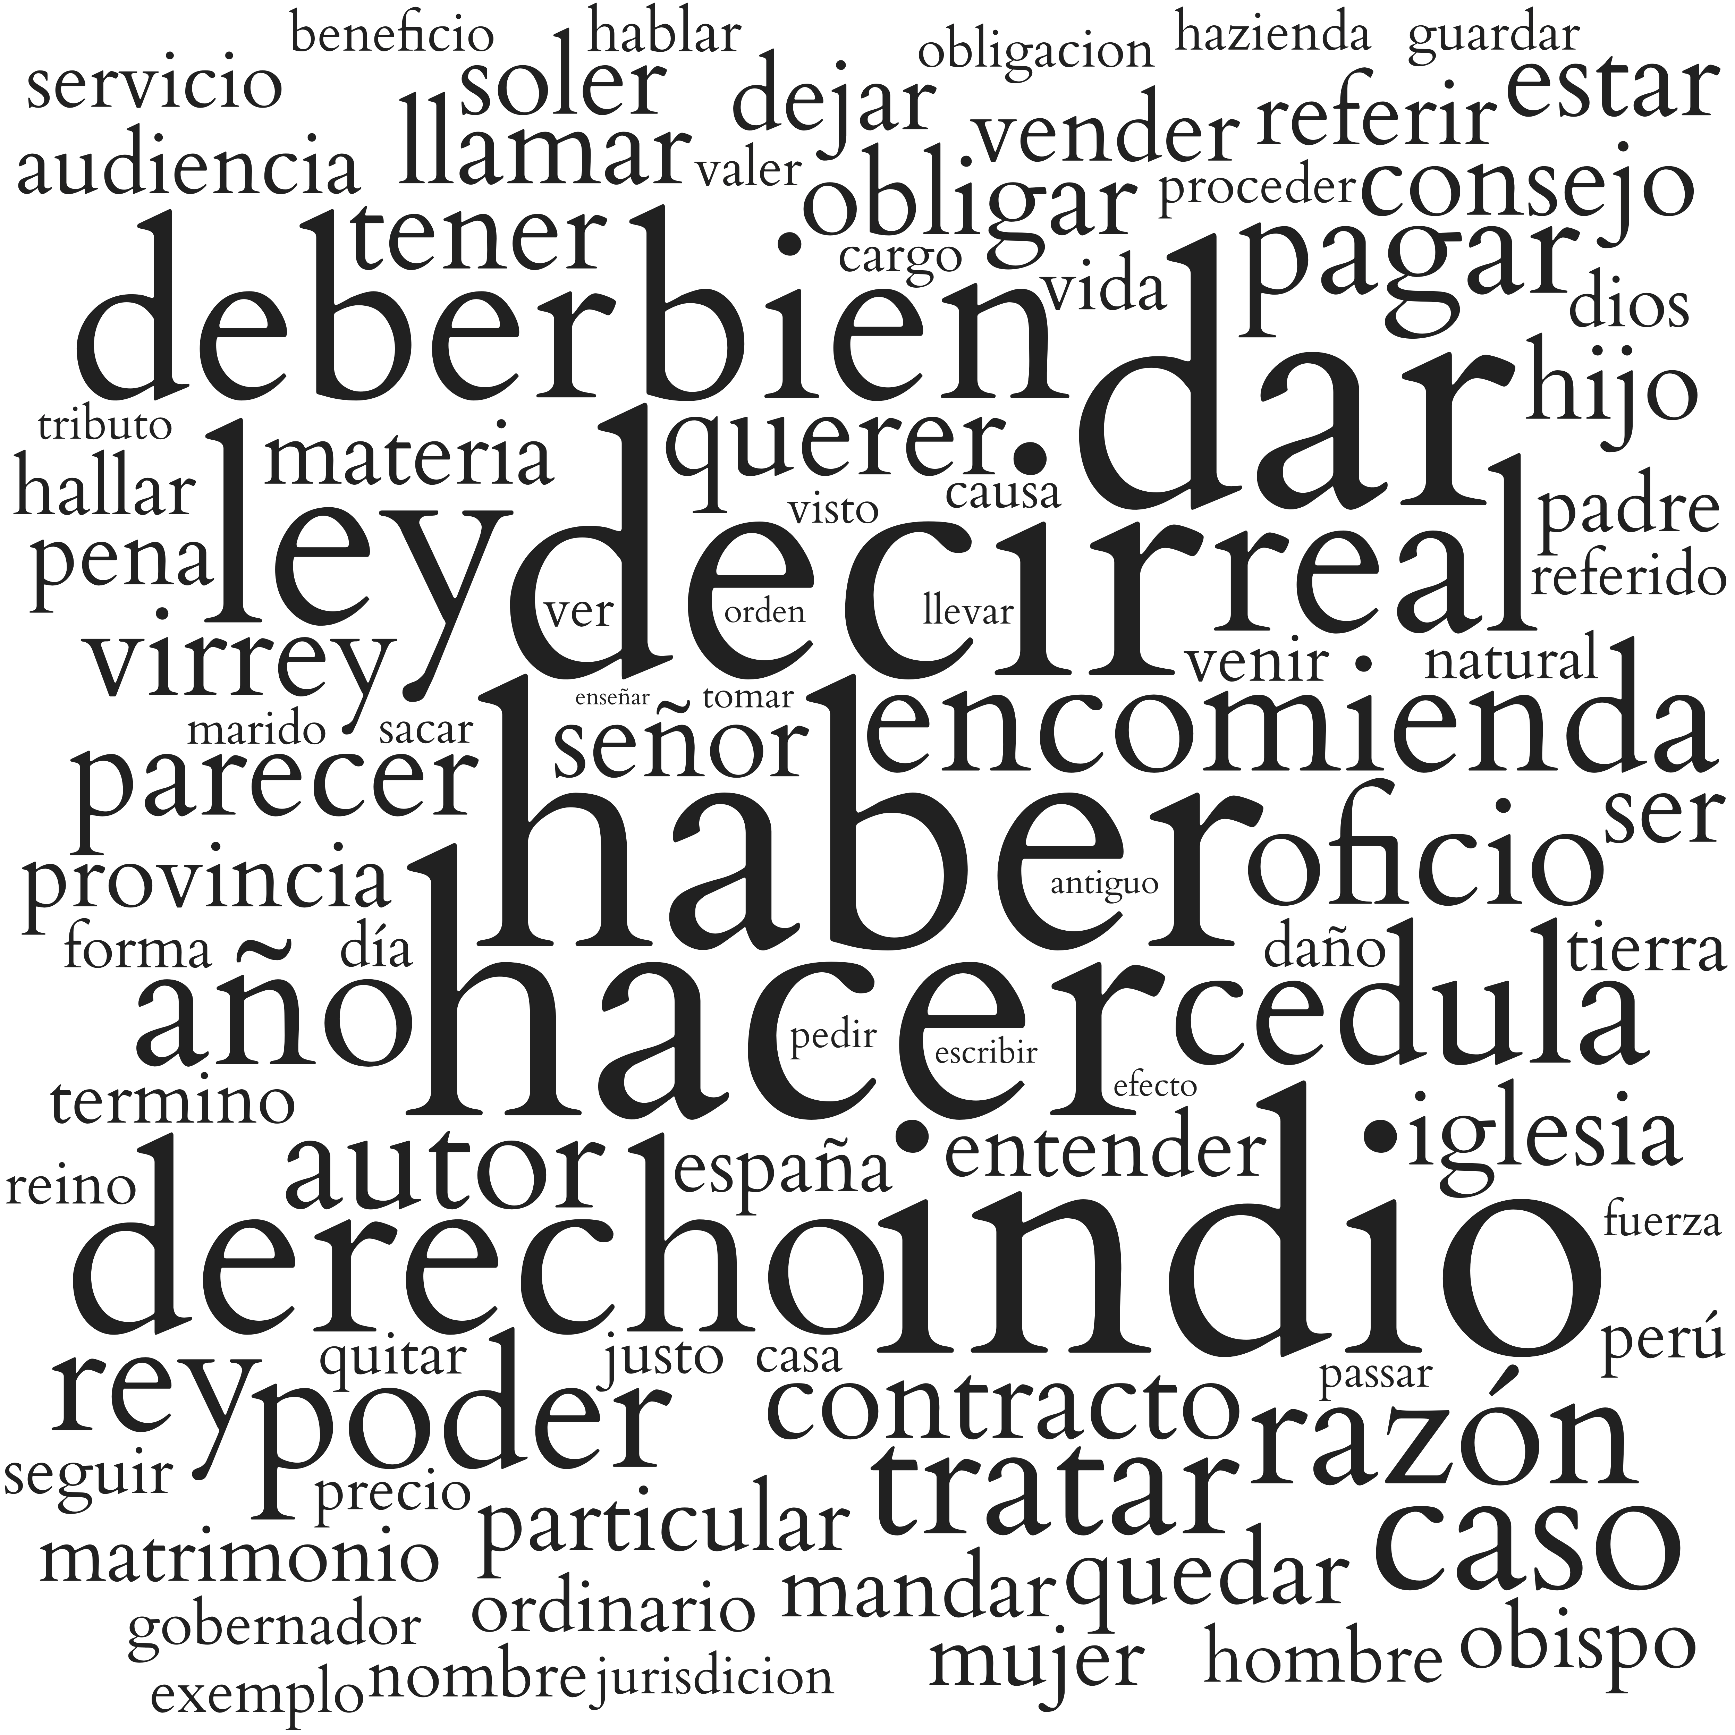 beneficio hablar obligacion hazienda guardar
servicio soler dejar vender referir estar
audiencia llamar valer obligar proceder consejo
deber tener bien cargo vida dar pagar dios
tributo materia querer hijo
hallar ley decir visto causa real padre
pena ver orden llevar referido
virrey venir natural
marido sacar enseñar tomar señor encomienda
parecer haber oficio ser
provincia antiguo
forma día daño tierra
año hacer pedir escribir cedula
termino efecto
autor españa entender indio iglesia
reino derecho fuerza
rey quitar justo casa passar perú
poder contracto razón
seguir precio particular tratar caso
matrimonio ordinario mandar quedar
gobernador mujer hombre obispo
exemplo nombre jurisdicion